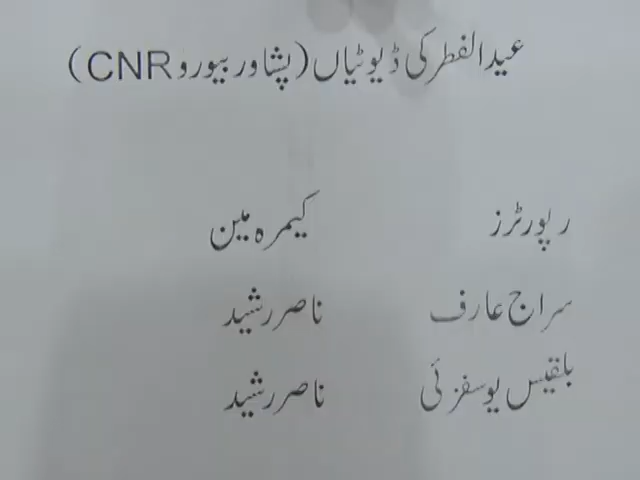 عیدالفطر کی ڈیوٹیاں (پشاور بیورو CNR)
رپورٹرز کیمرہ مین
سراج عارف ناصر رشید
بلقیس یوسفزئی ناصر رشید